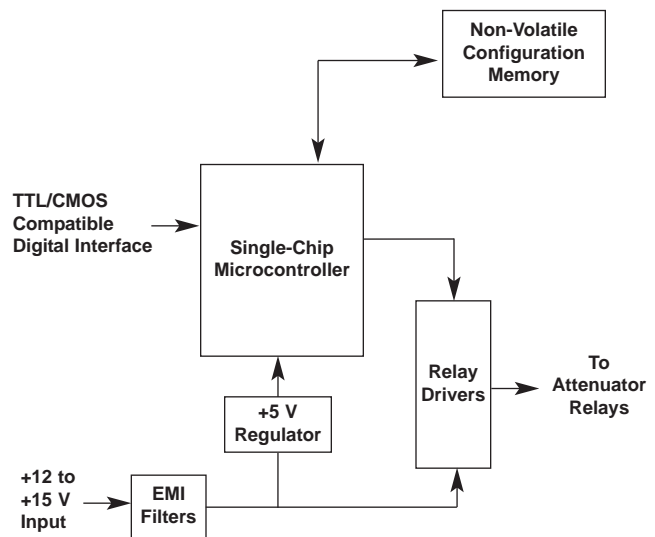 Non-Volatile
Configuration
Memory
TTL/CMOS
Compatible
Digital Interface
Single-Chip
Microcontroller
Relay
Drivers
To
Attenuator
Relays
+5 V
Regulator
+12 to
+15 V
Input
EMI
Filters